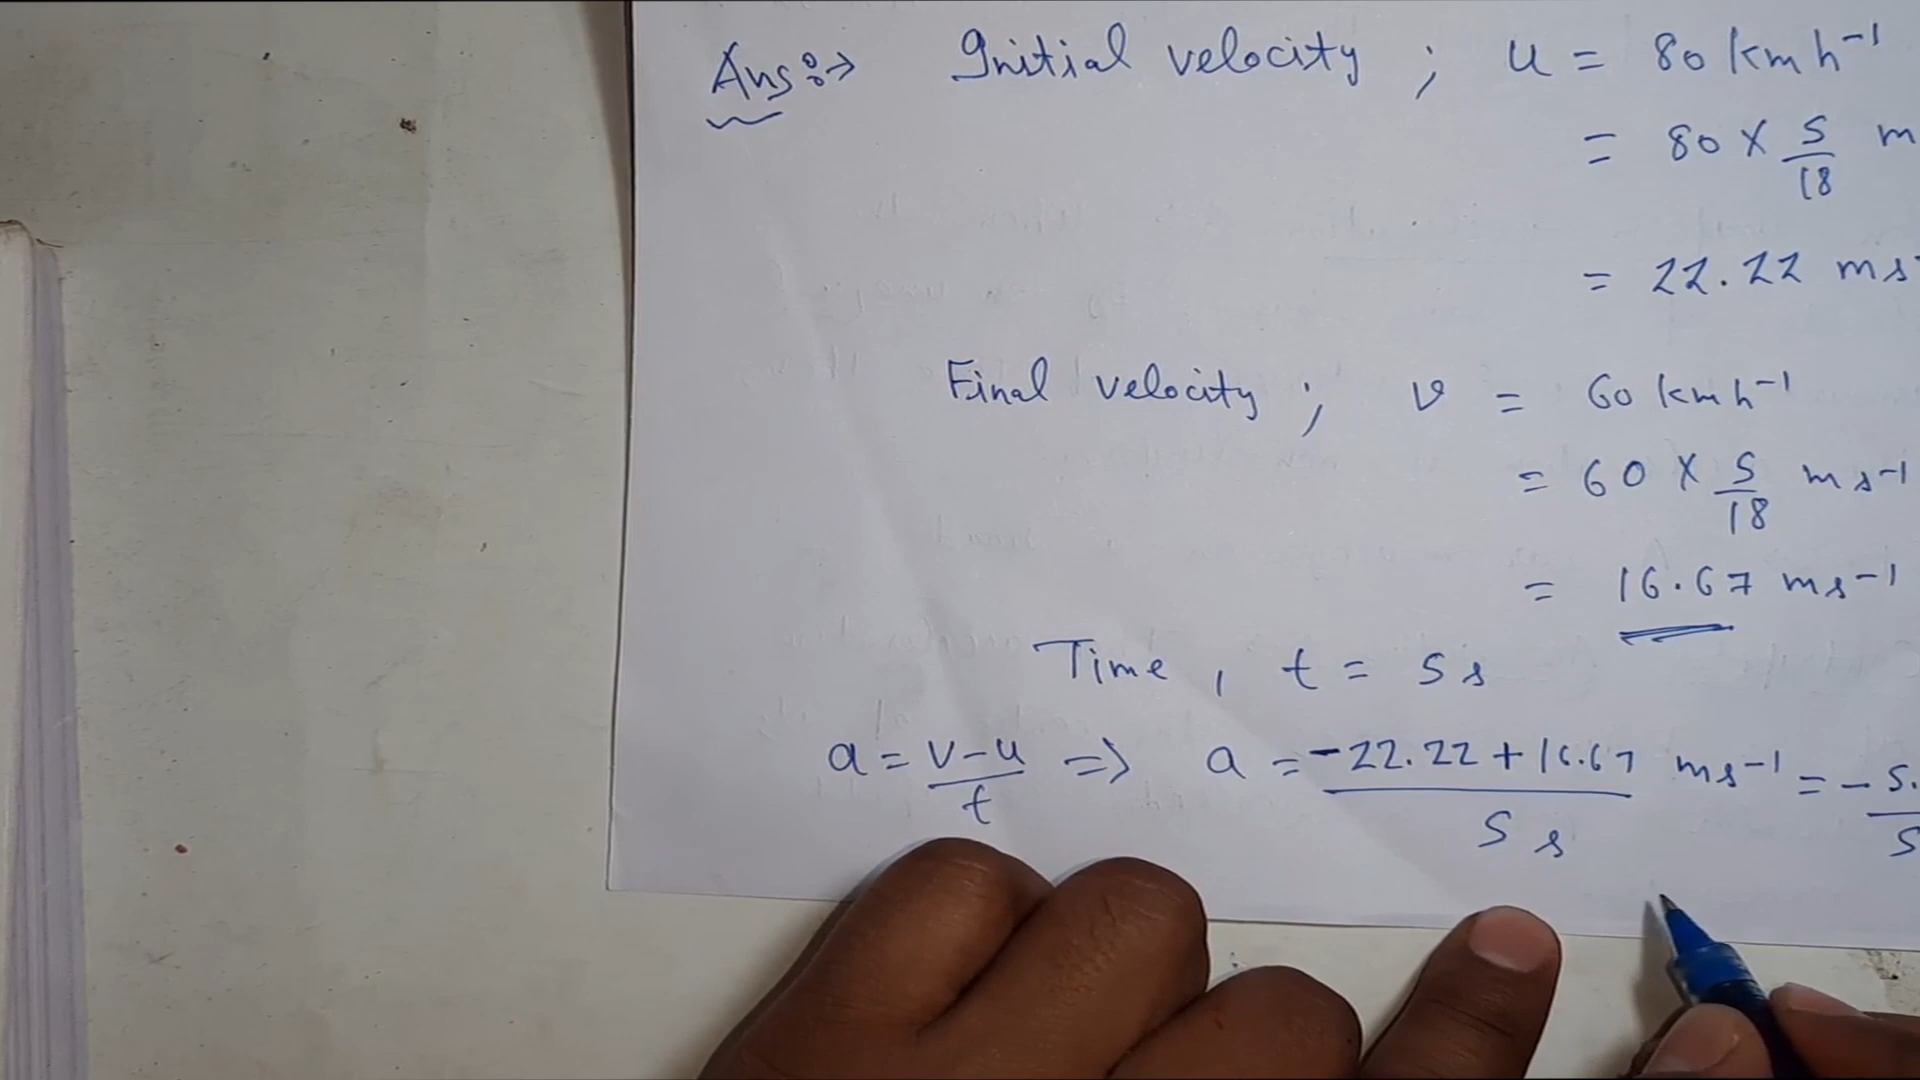 Ans:→ Initial velocity ; u = 80 km h⁻¹
= 80 × 5/18 m
= 22.22 ms
Final velocity ; v = 60 km h⁻¹
= 60 × 5/18 ms⁻¹
= 16.67 ms⁻¹
Time , t = 5 s
a = v-u/t => a = -22.22 + 16.67/5 s ms⁻¹ = -5./5